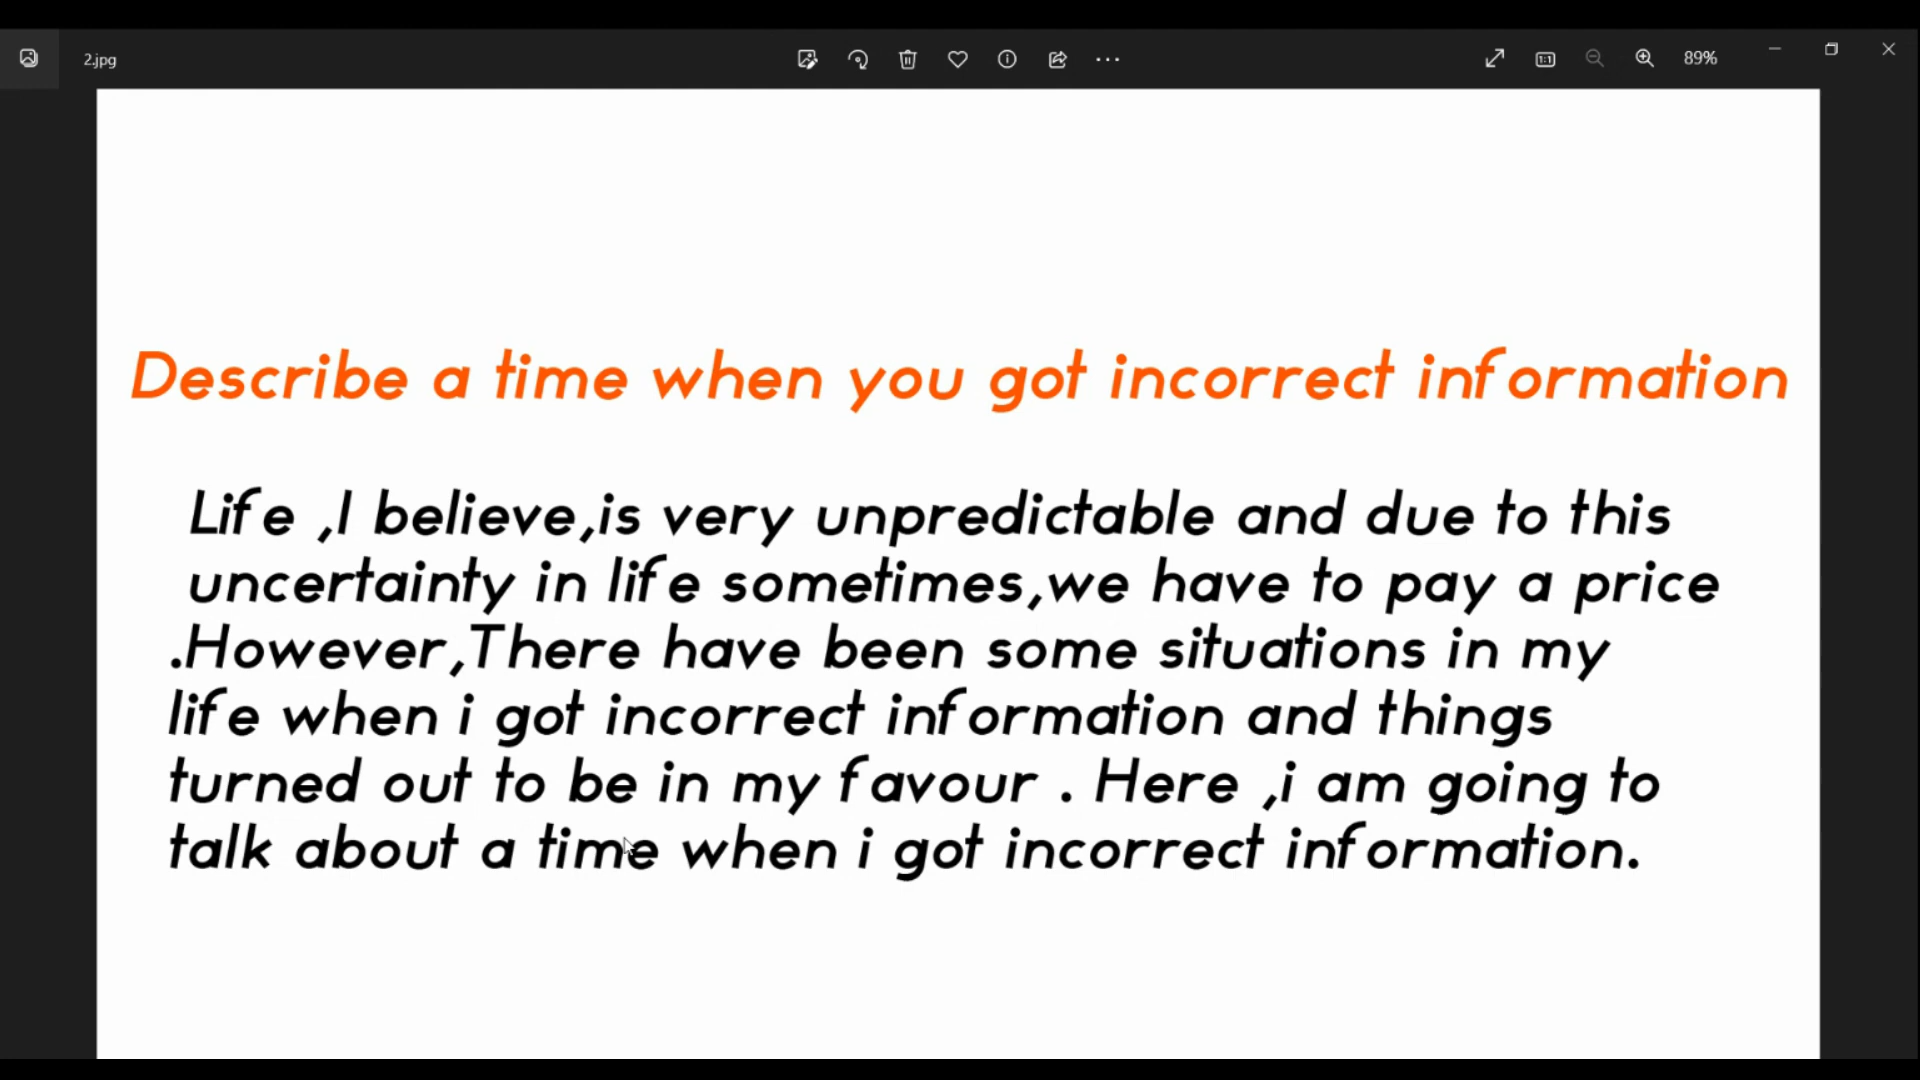 2.jpg
89%
Describe a time when you got incorrect information
Life ,I believe,is very unpredictable and due to this
uncertainty in life sometimes,we have to pay a price
.However,There have been some situations in my
life when i got incorrect information and things
turned out to be in my favour . Here ,i am going to
talk about a time when i got incorrect information.